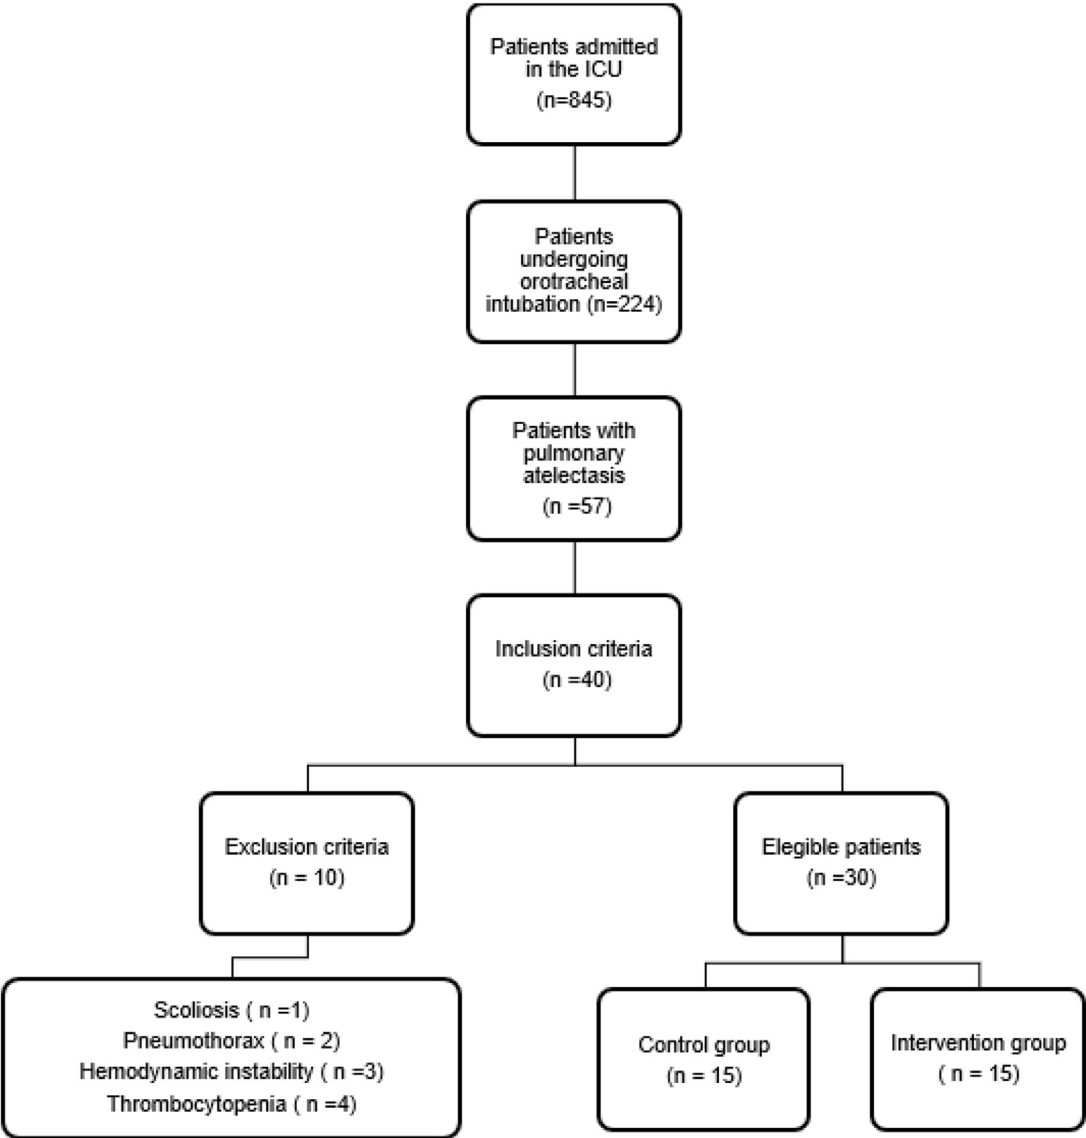 Patients admitted
in the ICU
(n=845)
Patients
undergoing
orotracheal
intubation (n=224)
Patients with
pulmonary
atelectasis
(n =57)
Inclusion criteria
(n =40)
Exclusion criteria
(n = 10)
Elegible patients
(n =30)
Scoliosis ( n =1)
Pneumothorax ( n = 2)
Hemodynamic instability ( n =3)
Thrombocytopenia ( n =4)
Control group
(n = 15)
Intervention group
( n = 15)